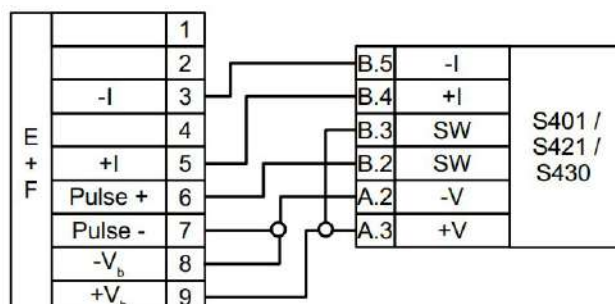 1
2
-I 3
4
+I 5
Pulse + 6
Pulse - 7
-Vb 8
+Vb 9
E
+
F
B.5 -I
B.4 +I
B.3 SW
B.2 SW
A.2 -V
A.3 +V
S401 /
S421 /
S430